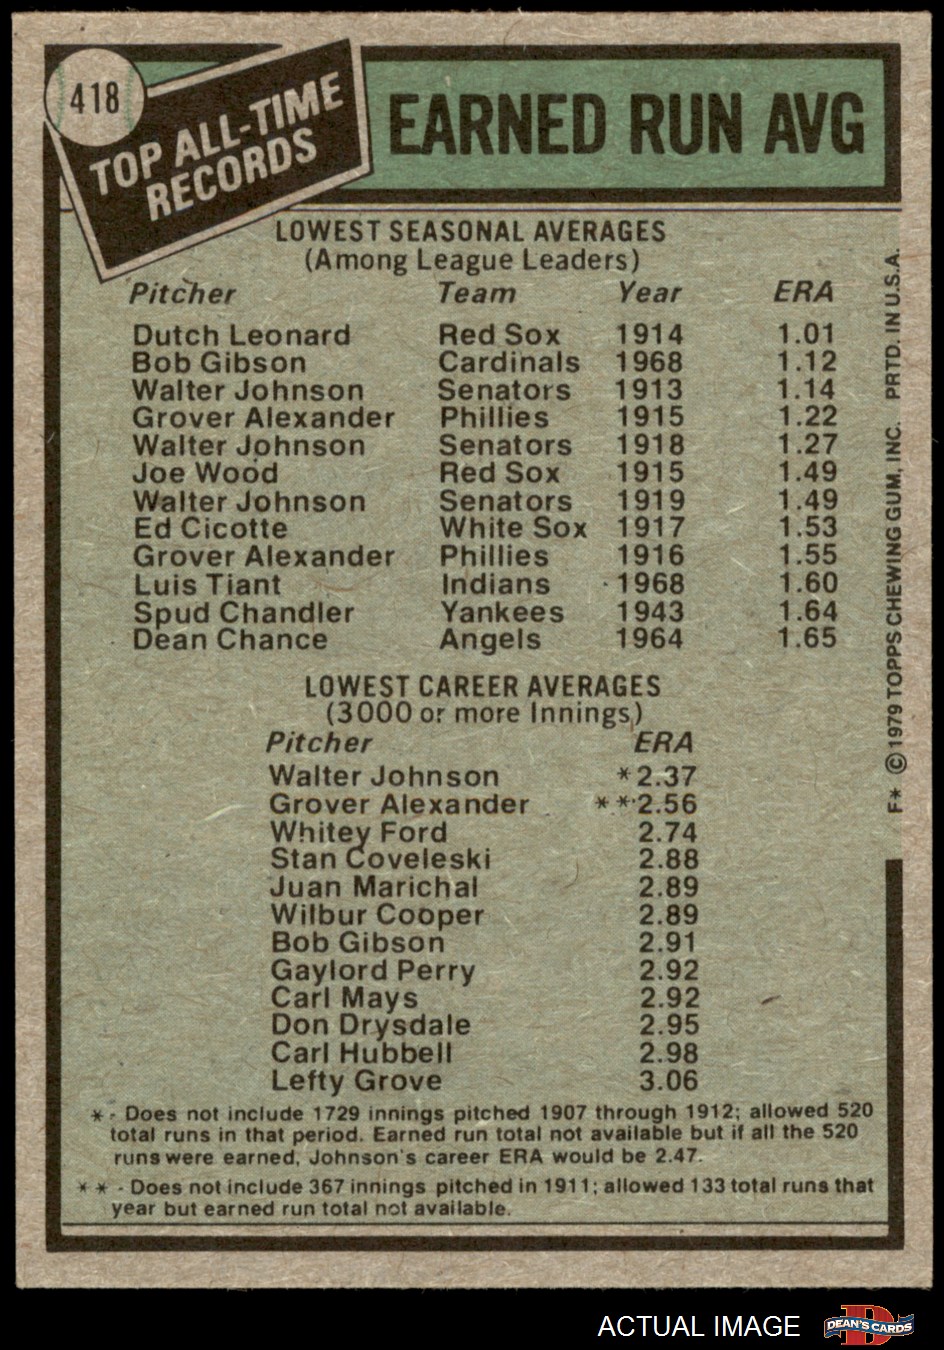 418
TOP ALL-TIME
RECORDS
EARNED RUN AVG
LOWEST SEASONAL AVERAGES
(Among League Leaders)
Pitcher Team Year ERA
Dutch Leonard Red Sox 1914 1.01
Bob Gibson Cardinals 1968 1.12
Walter Johnson Senators 1913 1.14
Grover Alexander Phillies 1915 1.22
Walter Johnson Senators 1918 1.27
Joe Wood Red Sox 1915 1.49
Walter Johnson Senators 1919 1.49
Ed Cicotte White Sox 1917 1.53
Grover Alexander Phillies 1916 1.55
Luis Tiant Indians 1968 1.60
Spud Chandler Yankees 1943 1.64
Dean Chance Angels 1964 1.65
LOWEST CAREER AVERAGES
(3000 or more Innings)
Pitcher ERA
Walter Johnson *2.37
Grover Alexander **2.56
Whitey Ford 2.74
Stan Coveleski 2.88
Juan Marichal 2.89
Wilbur Cooper 2.89
Bob Gibson 2.91
Gaylord Perry 2.92
Carl Mays 2.92
Don Drysdale 2.95
Carl Hubbell 2.98
Lefty Grove 3.06
* - Does not include 1729 innings pitched 1907 through 1912; allowed 520
total runs in that period. Earned run total not available but if all the 520
runs were earned, Johnson's career ERA would be 2.47.
** - Does not include 367 innings pitched in 1911; allowed 133 total runs that
year but earned run total not available.
F* © 1979 TOPPS CHEWING GUM, INC. PRTD. IN U.S.A.
ACTUAL IMAGE
D
DEAN'S CARDS